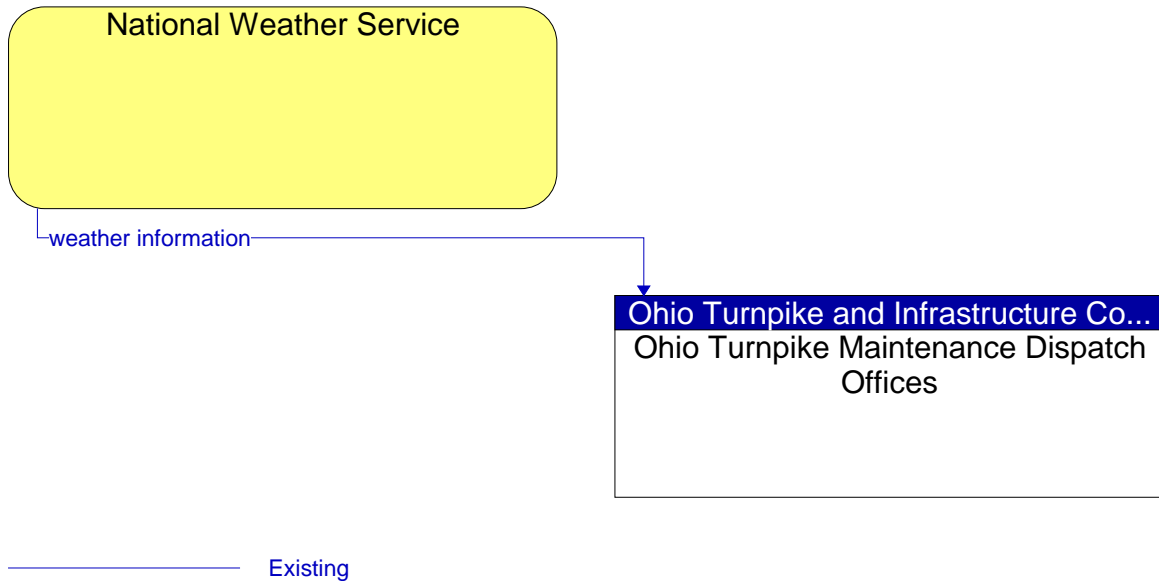 National Weather Service
weather information
Ohio Turnpike and Infrastructure Co...
Ohio Turnpike Maintenance Dispatch
Offices
Existing